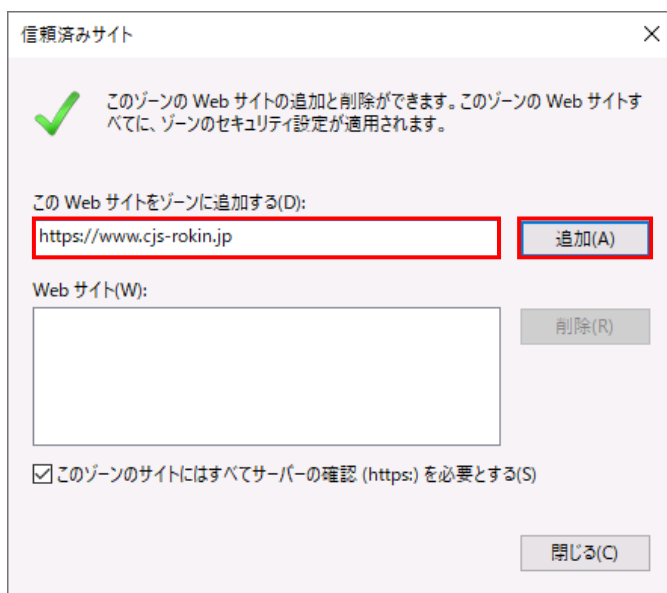 信頼済みサイト
このゾーンの Web サイトの追加と削除ができます。このゾーンの Web サイトす
べてに、ゾーンのセキュリティ設定が適用されます。
この Web サイトをゾーンに追加する(D):
https://www.cjs-rokin.jp
追加(A)
Web サイト(W):
削除(R)
このゾーンのサイトにはすべてサーバーの確認 (https:) を必要とする(S)
閉じる(C)